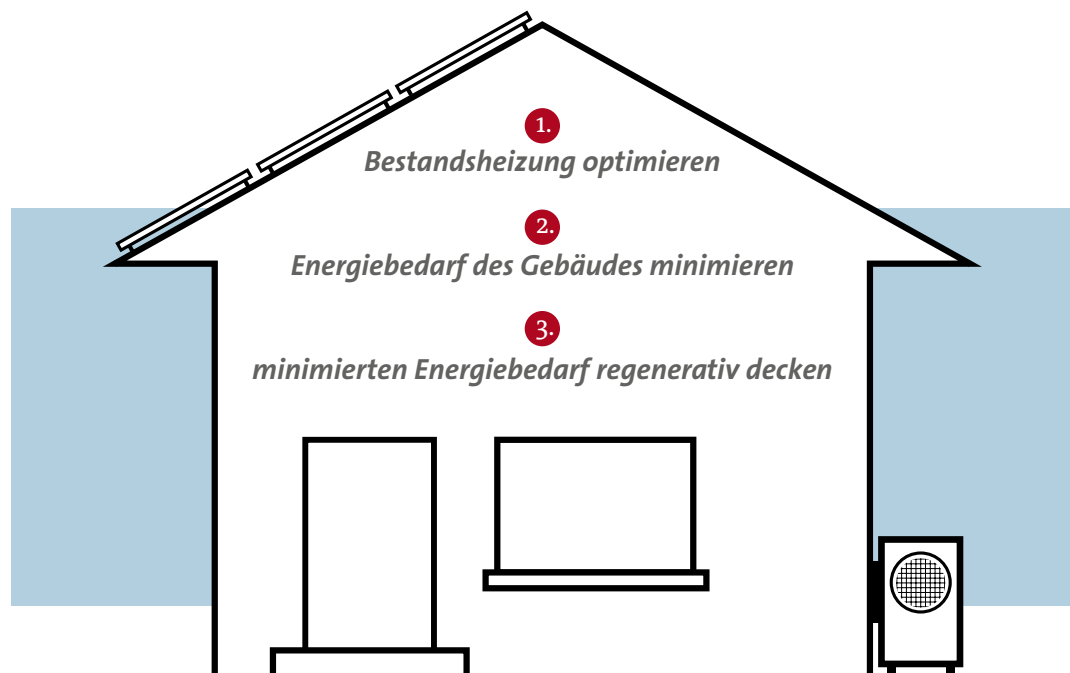 1.
Bestandsheizung optimieren
2.
Energiebedarf des Gebäudes minimieren
3.
minimierten Energiebedarf regenerativ decken